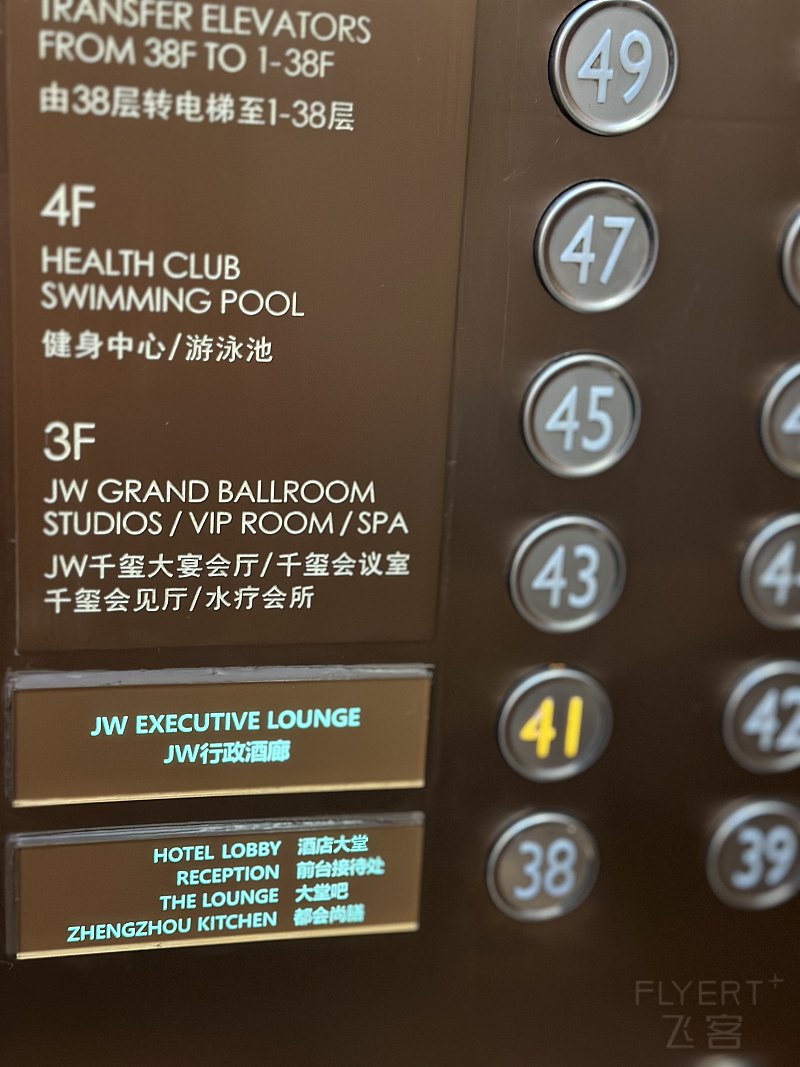 TRANSFER ELEVATORS
FROM 38F TO 1-38F
由38层转电梯至1-38层
4F
HEALTH CLUB
SWIMMING POOL
健身中心/游泳池
3F
JW GRAND BALLROOM
STUDIOS / VIP ROOM / SPA
JW千玺大宴会厅/千玺会议室
千玺会见厅/水疗会所
JW EXECUTIVE LOUNGE
JW行政酒廊
HOTEL LOBBY 酒店大堂
RECEPTION 前台接待处
THE LOUNGE 大堂吧
ZHENGZHOU KITCHEN 都会尚膳
49
47
45
43
41
42
38
39
FLYERT+
飞客